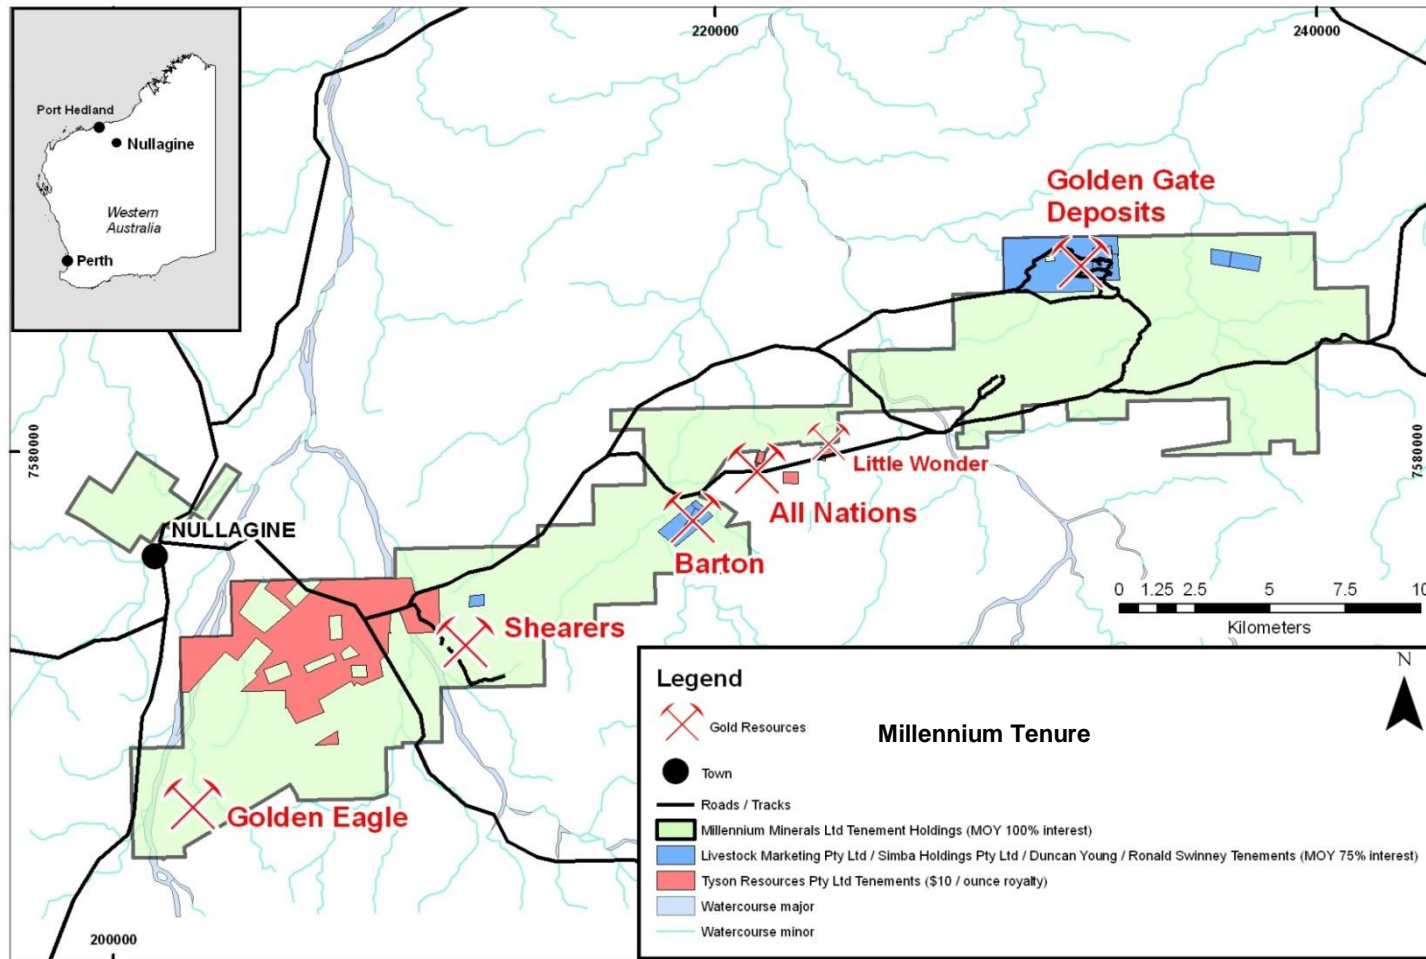 220000
240000
Port Hedland
Nullagine
Western
Australia
Perth
Golden Gate
Deposits
7580000
7580000
Little Wonder
All Nations
NULLAGINE
Barton
Shearers
0 1.25 2.5 5 7.5 10
Kilometers
Golden Eagle
N
Legend
Millennium Tenure
Gold Resources
Town
Roads / Tracks
Millennium Minerals Ltd Tenement Holdings (MOY 100% interest)
Livestock Marketing Pty Ltd / Simba Holdings Pty Ltd / Duncan Young / Ronald Swinney Tenements (MOY 75% interest)
Tyson Resources Pty Ltd Tenements ($10 / ounce royalty)
Watercourse major
Watercourse minor
200000